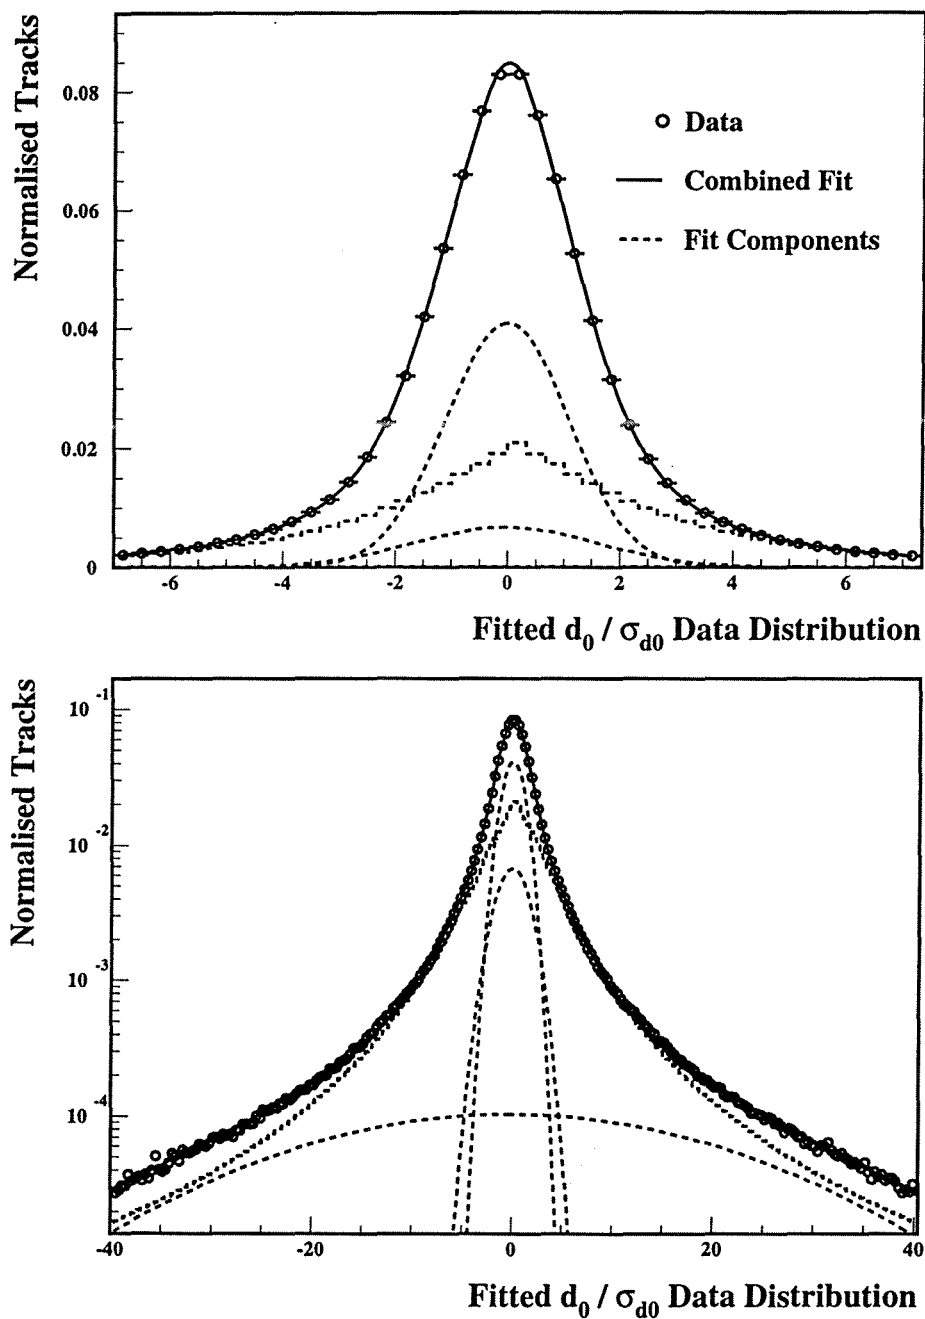 Normalised Tracks
0.08
0.06
0.04
0.02
0
Data
Combined Fit
Fit Components
-6 -4 -2 0 2 4 6
Fitted d0 / σd0 Data Distribution
Normalised Tracks
10 -1
10 -2
10 -3
10 -4
-40 -20 0 20 40
Fitted d0 / σd0 Data Distribution